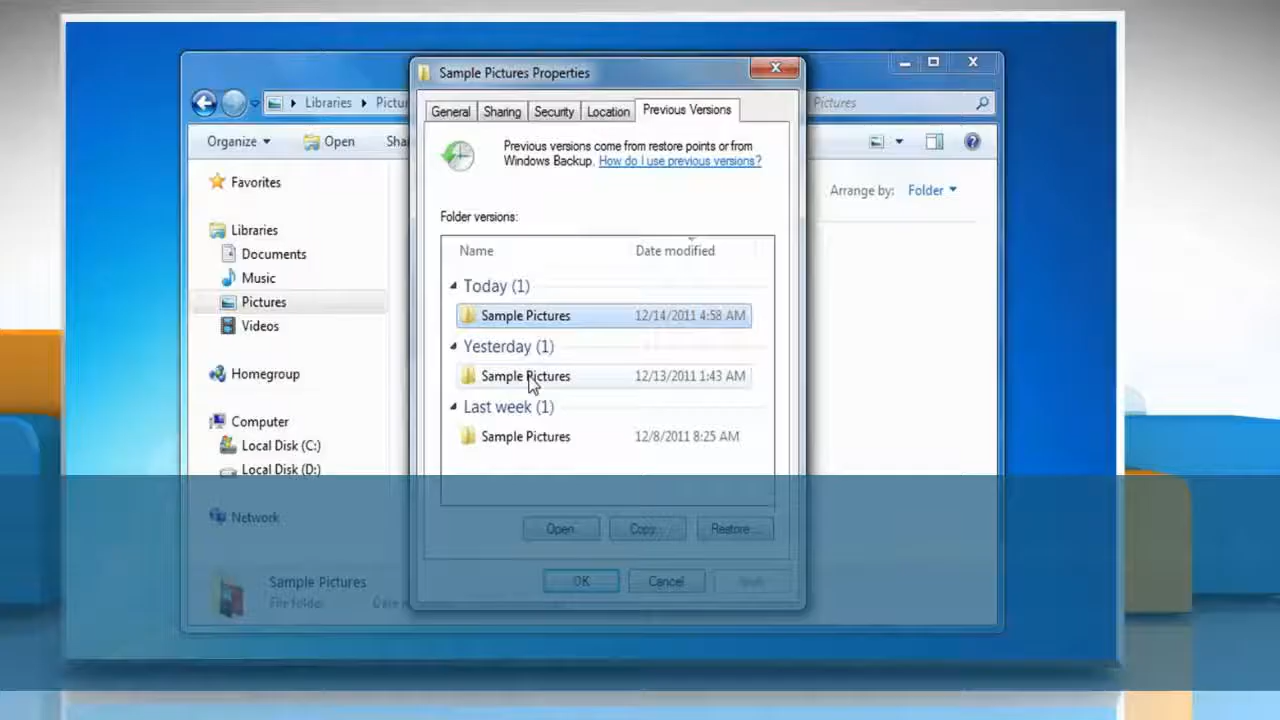 Sample Pictures Properties
Libraries
Pictu
Pictures
Organize
Open
Sha
General
Sharing
Security
Location
Previous Versions
Previous versions come from restore points or from
Windows Backup. How do I use previous versions?
Arrange by: Folder
Favorites
Libraries
Documents
Music
Pictures
Videos
Homegroup
Computer
Local Disk (C:)
Local Disk (D:)
Network
Folder versions:
Name Date modified
Today (1)
Sample Pictures 12/14/2011 4:58 AM
Yesterday (1)
Sample Pictures 12/13/2011 1:43 AM
Last week (1)
Sample Pictures 12/8/2011 8:25 AM
Open
Copy...
Restore...
OK
Cancel
Sample Pictures
File folder